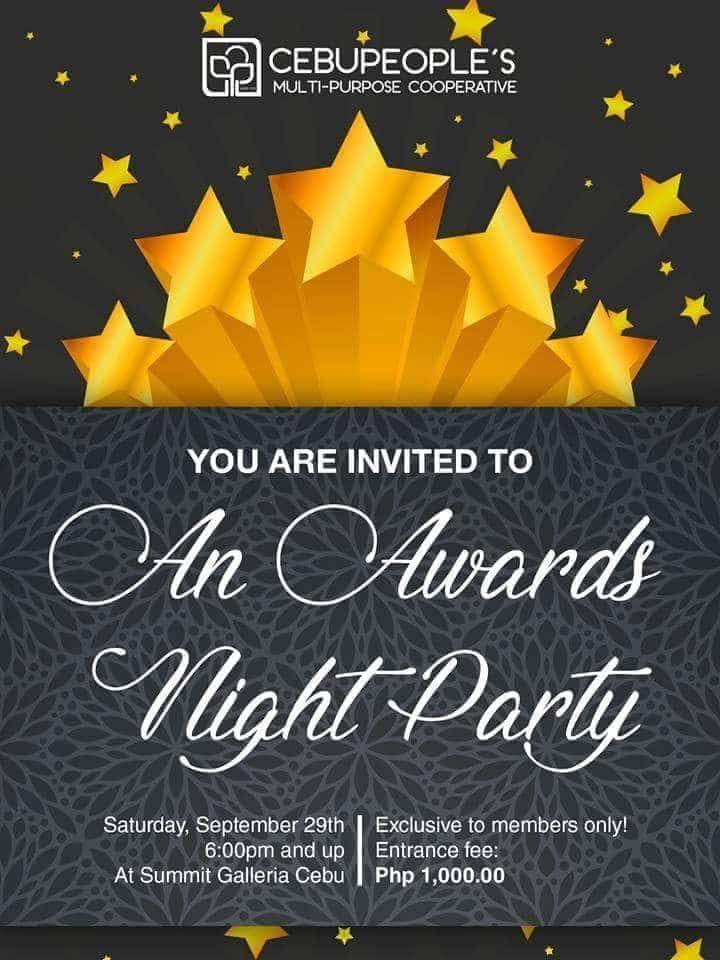 CEBUPEOPLE'S
MULTI-PURPOSE COOPERATIVE
YOU ARE INVITED TO
An Awards
Night Party
Saturday, September 29th
6:00pm and up
At Summit Galleria Cebu
Exclusive to members only!
Entrance fee:
Php 1,000.00